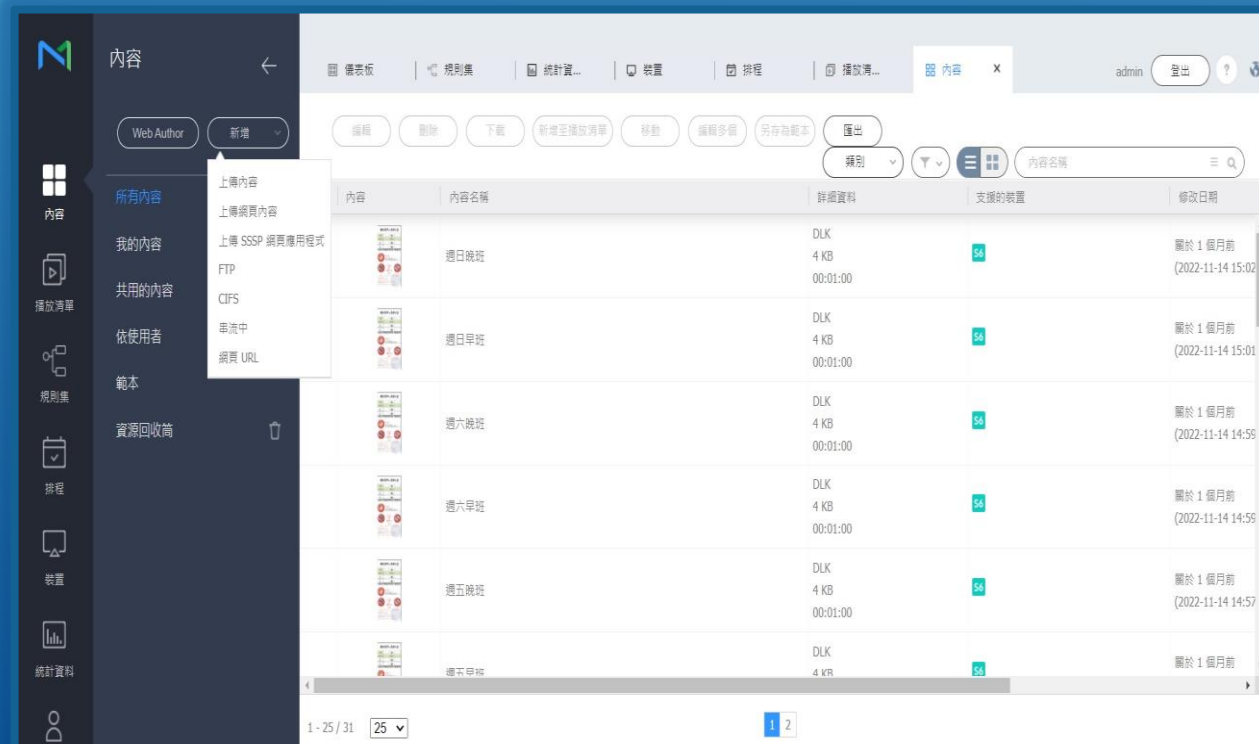 內容
儀表板
規則集
統計資...
裝置
排程
播放清...
內容
X
admin
登出
?
Web Author
新增
編輯
刪除
下載
新增至播放清單
移動
編輯多個
另存為範本
匯出
類別
內容名稱
上傳內容
上傳網頁內容
上傳 SSSP 網頁應用程式
FTP
CIFS
串流中
網頁 URL
所有內容
我的內容
共用的內容
依使用者
範本
資源回收筒
內容
播放清單
規則集
排程
裝置
統計資料
內容
內容名稱
詳細資料
支援的裝置
修改日期
週日晚班
DLK
4 KB
00:01:00
S6
關於 1 個月前
(2022-11-14 15:02
週日早班
DLK
4 KB
00:01:00
S6
關於 1 個月前
(2022-11-14 15:01
週六晚班
DLK
4 KB
00:01:00
S6
關於 1 個月前
(2022-11-14 14:59
週六早班
DLK
4 KB
00:01:00
S6
關於 1 個月前
(2022-11-14 14:59
週五晚班
DLK
4 KB
00:01:00
S6
關於 1 個月前
(2022-11-14 14:57
週五早班
DLK
4 KB
S6
關於 1 個月前
1 - 25 / 31
25
1 2